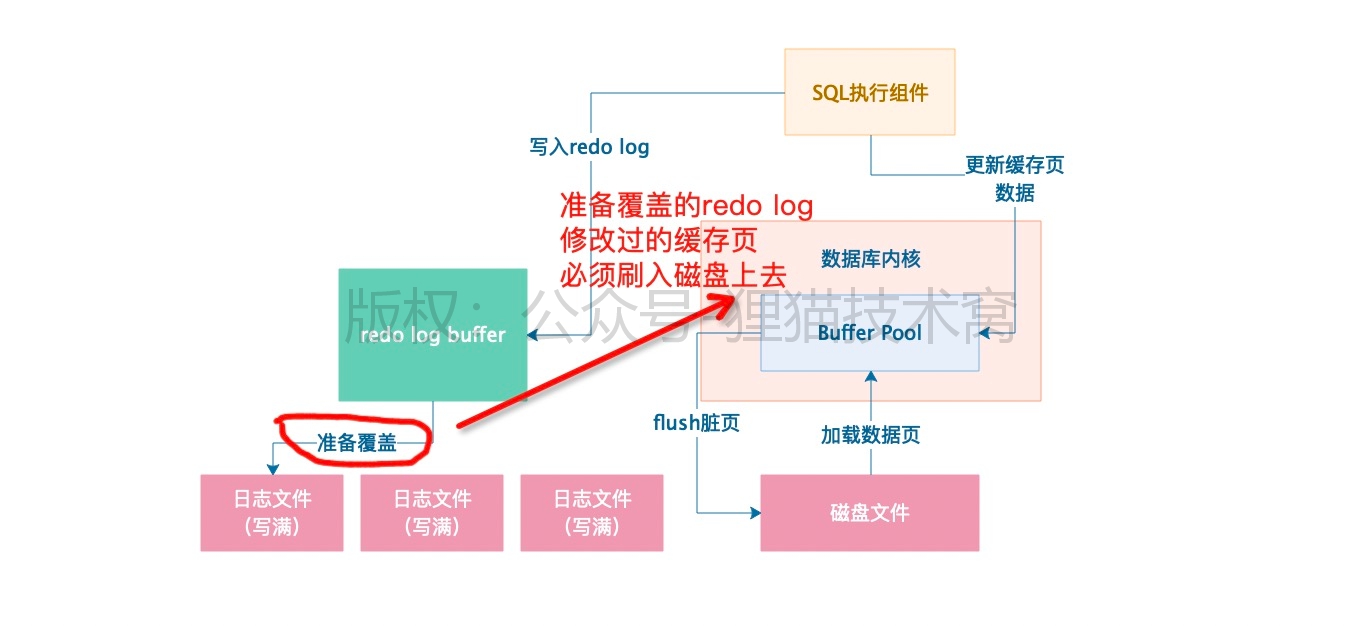 SQL执行组件
写入redo log
更新缓存页
数据
准备覆盖的redo log
修改过的缓存页
必须刷入磁盘上去
数据库内核
版权：公众号-狸猫技术窝
redo log buffer
Buffer Pool
flush脏页
加载数据页
准备覆盖
日志文件
（写满）
日志文件
（写满）
日志文件
（写满）
磁盘文件